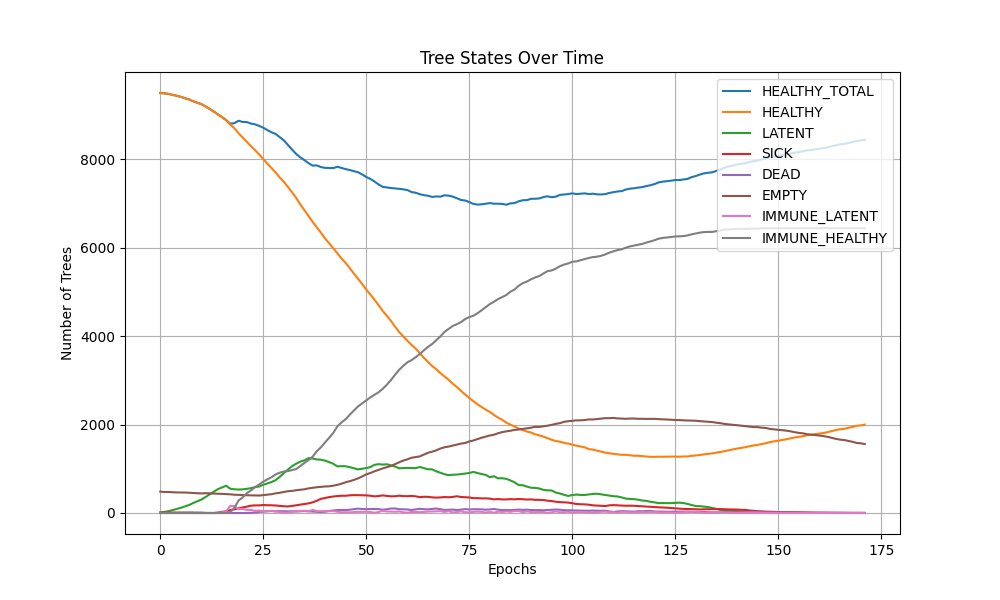 Tree States Over Time
Number of Trees
8000
6000
4000
2000
0
0 25 50 75 100 125 150 175
Epochs
HEALTHY_TOTAL
HEALTHY
LATENT
SICK
DEAD
EMPTY
IMMUNE_LATENT
IMMUNE_HEALTHY